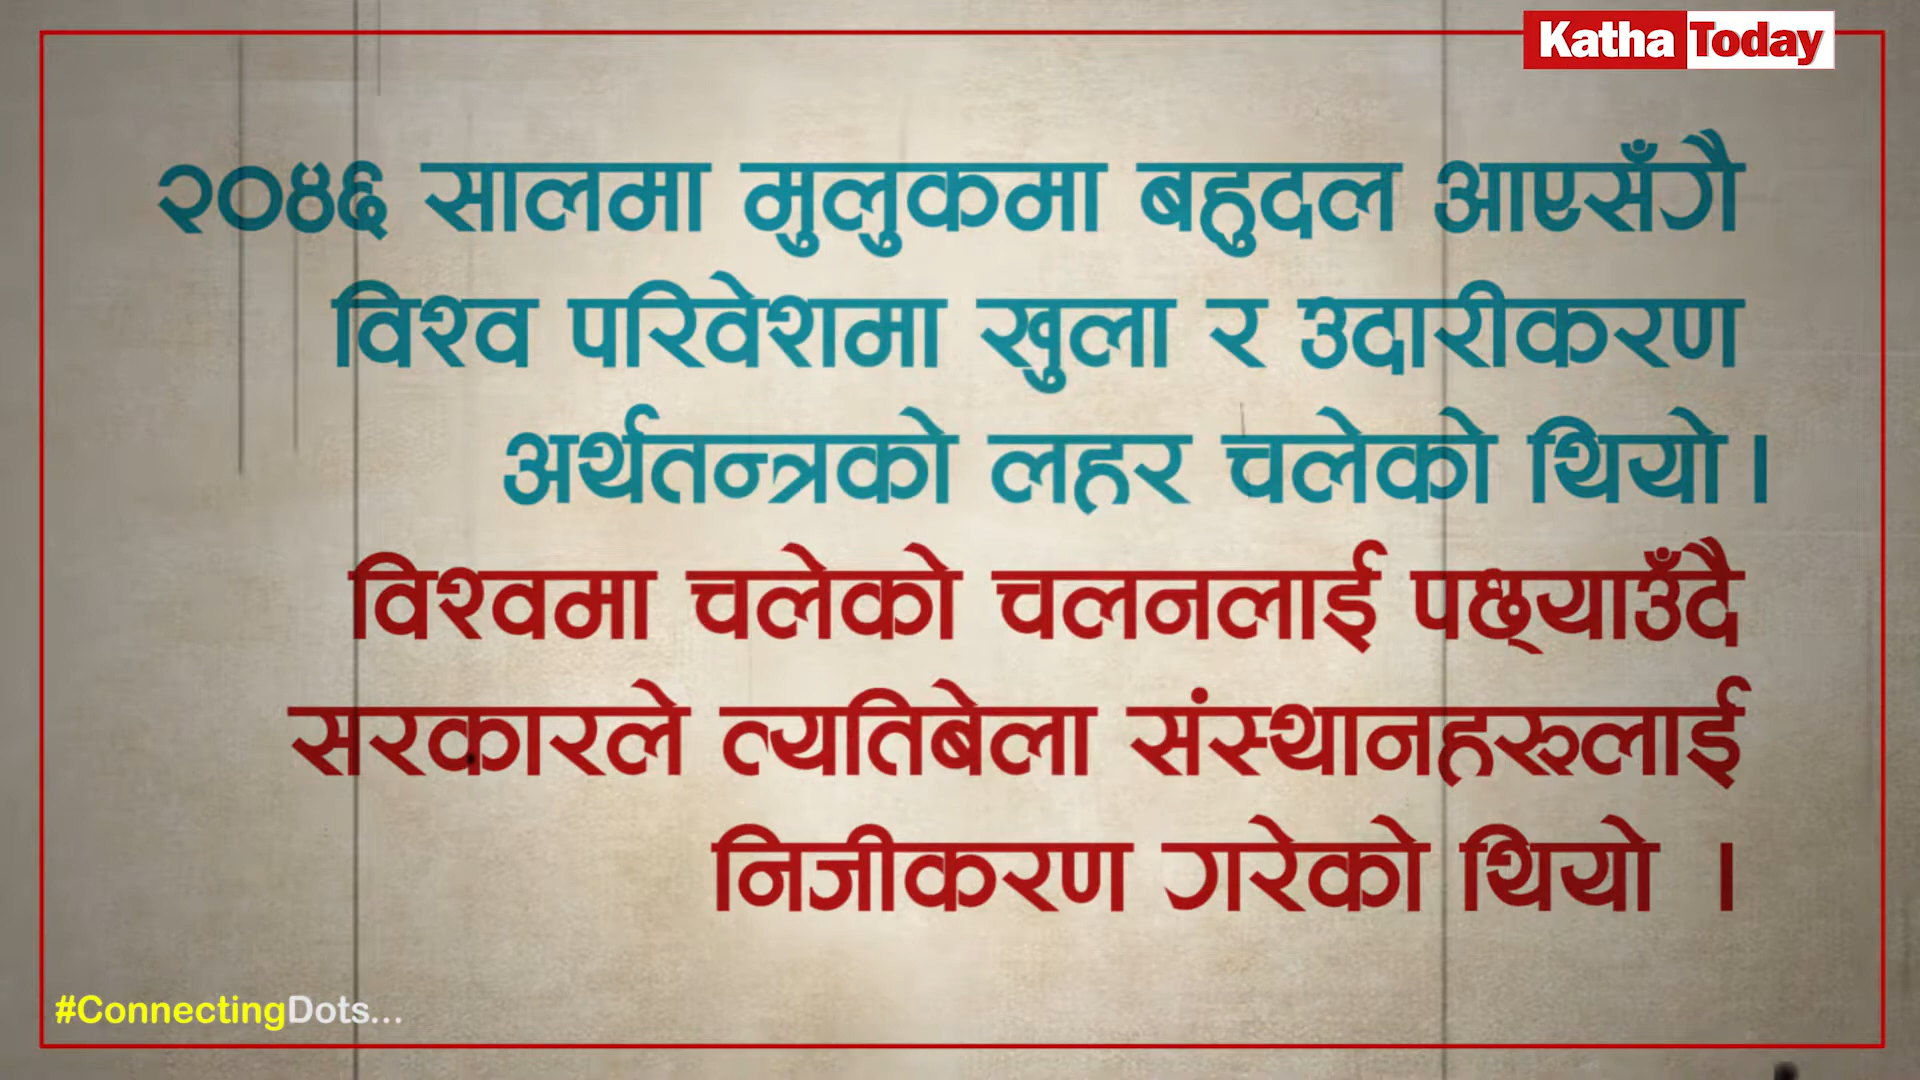 Katha Today
२०४६ सालमा मुलुकमा बहुदल आएसँगै
विश्व परिवेशमा खुला र उदारीकरण
अर्थतन्त्रको लहर चलेको थियो।
विश्वमा चलेको चलनलाई पछ्याउँदै
सरकारले त्यतिबेला संस्थानहरूलाई
निजीकरण गरेको थियो ।
#ConnectingDots...